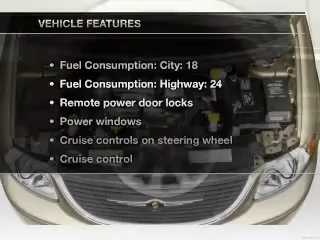 VEHICLE FEATURES
• Fuel Consumption: City: 18
• Fuel Consumption: Highway: 24
• Remote power door locks
• Power windows
• Cruise controls on steering wheel
• Cruise control